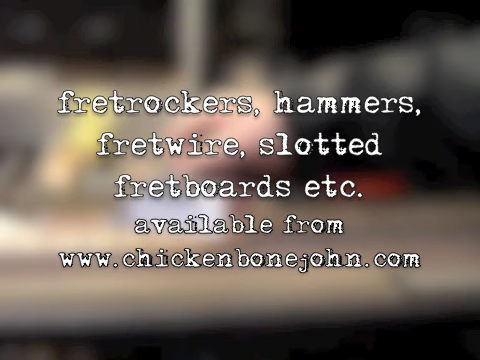 fretrockers, hammers,
fretwire, slotted
fretboards etc.
available from
www.chickenbonejohn.com